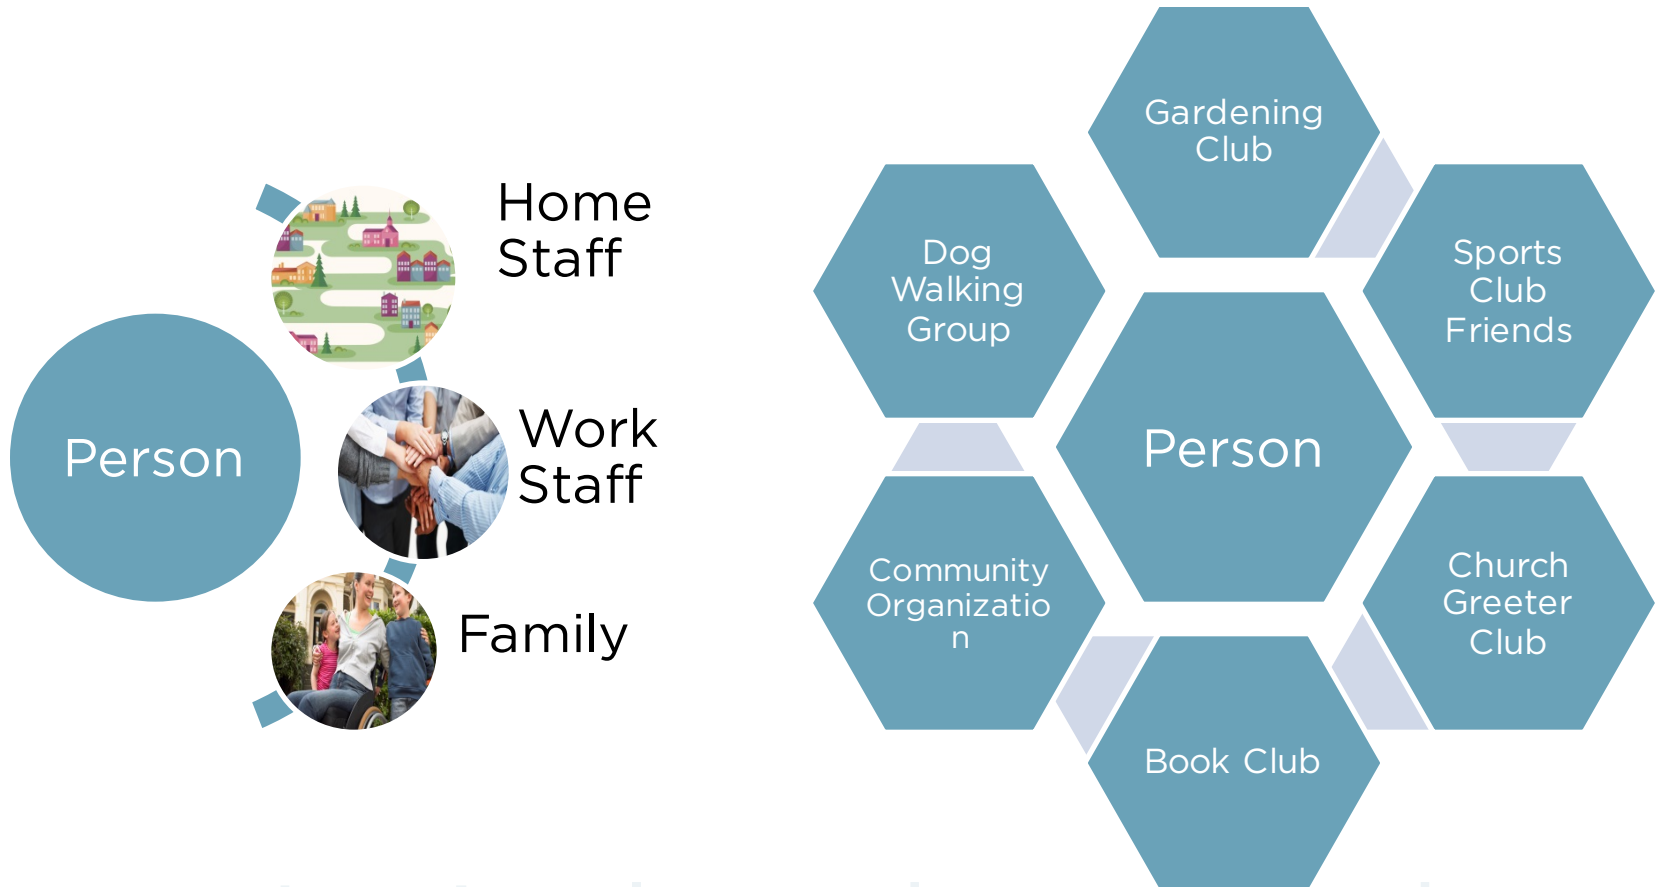 Person
Home
Staff
Work
Staff
Family
Gardening
Club
Dog
Walking
Group
Sports
Club
Friends
Person
Community
Organizatio
n
Church
Greeter
Club
Book Club